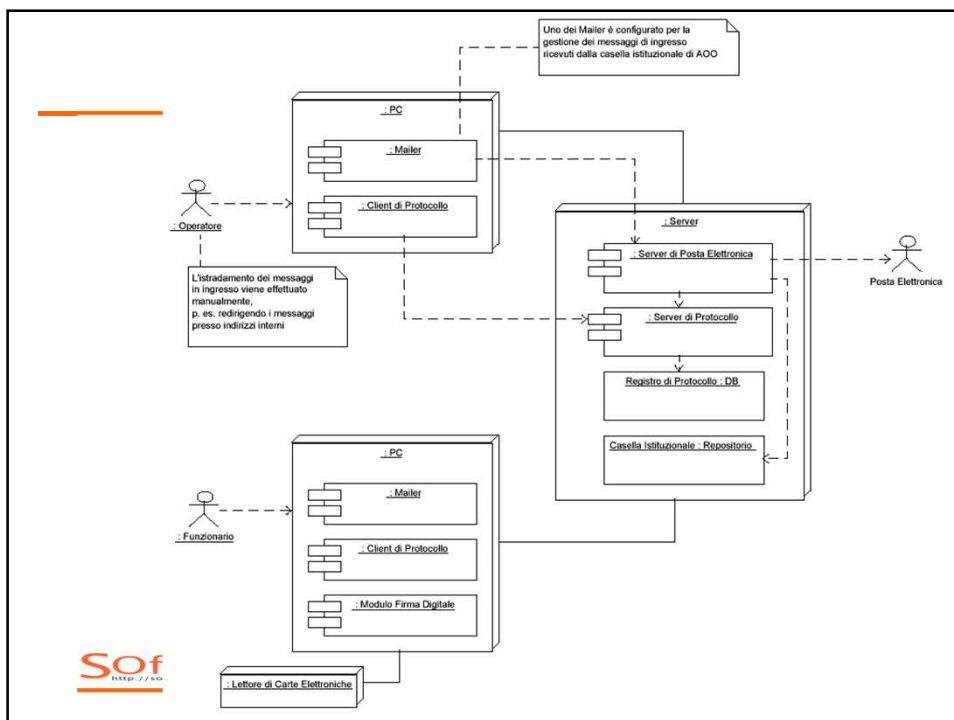 Uno dei Mailer è configurato per la
gestione dei messaggi di ingresso
ricevuti dalla casella istituzionale di AOO
: PC
: Mailer
: Client di Protocollo
: Operatore
L'istradamento dei messaggi
in ingresso viene effettuato
manualmente,
p. es. redirigendo i messaggi
presso indirizzi interni
: Server
: Server di Posta Elettronica
Posta Elettronica
: Server di Protocollo
Registro di Protocollo : DB
Casella Istituzionale : Repositorio
: PC
: Mailer
: Funzionario
: Client di Protocollo
: Modulo Firma Digitale
: Lettore di Carte Elettroniche
SOf
http://so